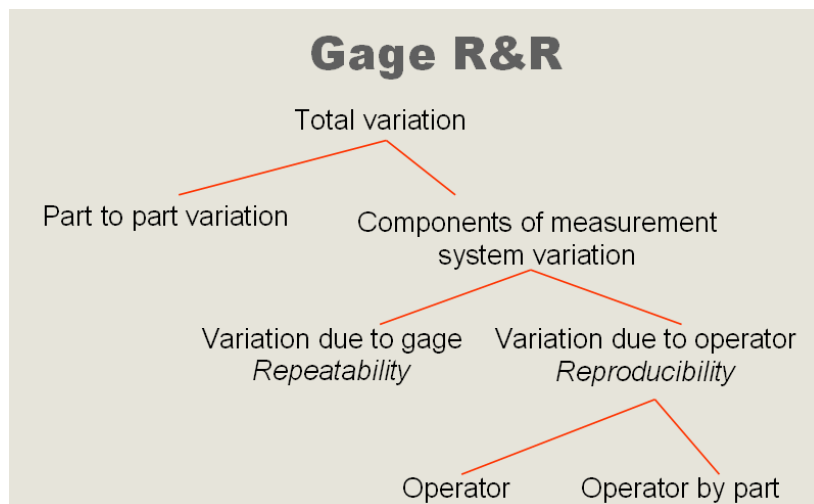 Gage R&R
Total variation
Part to part variation
Components of measurement
system variation
Variation due to gage
Repeatability
Variation due to operator
Reproducibility
Operator
Operator by part